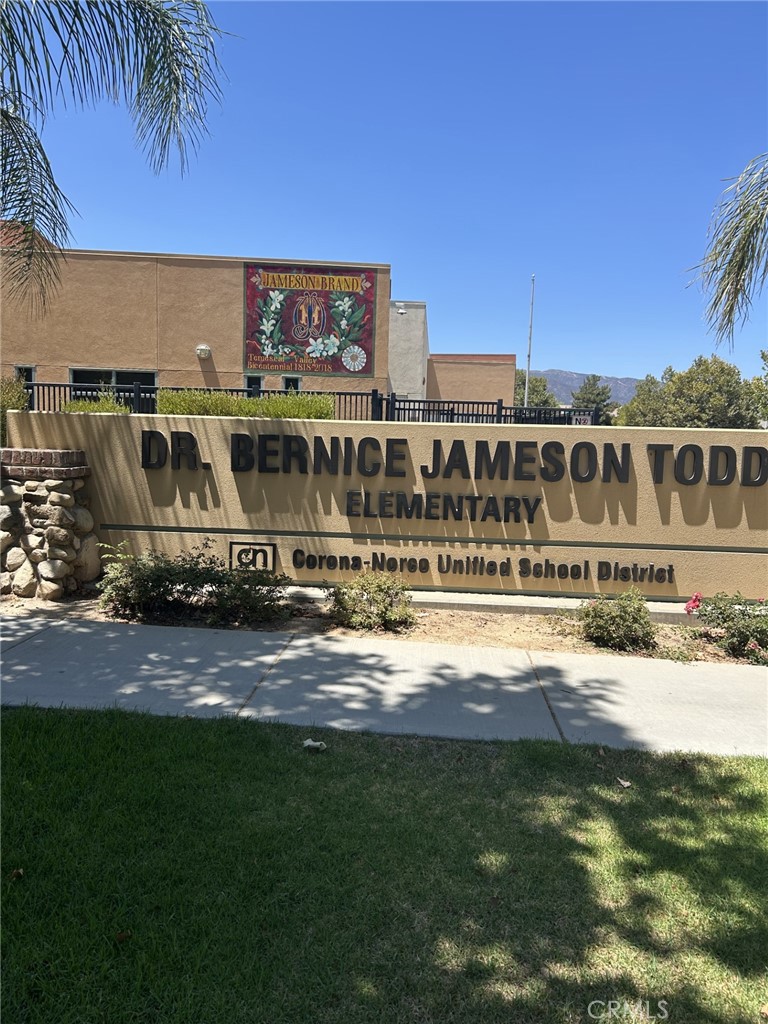 JAMESON BRAND
Temescal Valley
Bicentennial 1818-2018
DR. BERNICE JAMESON TODD
ELEMENTARY
cn Corona-Norco Unified School District
CRMLS